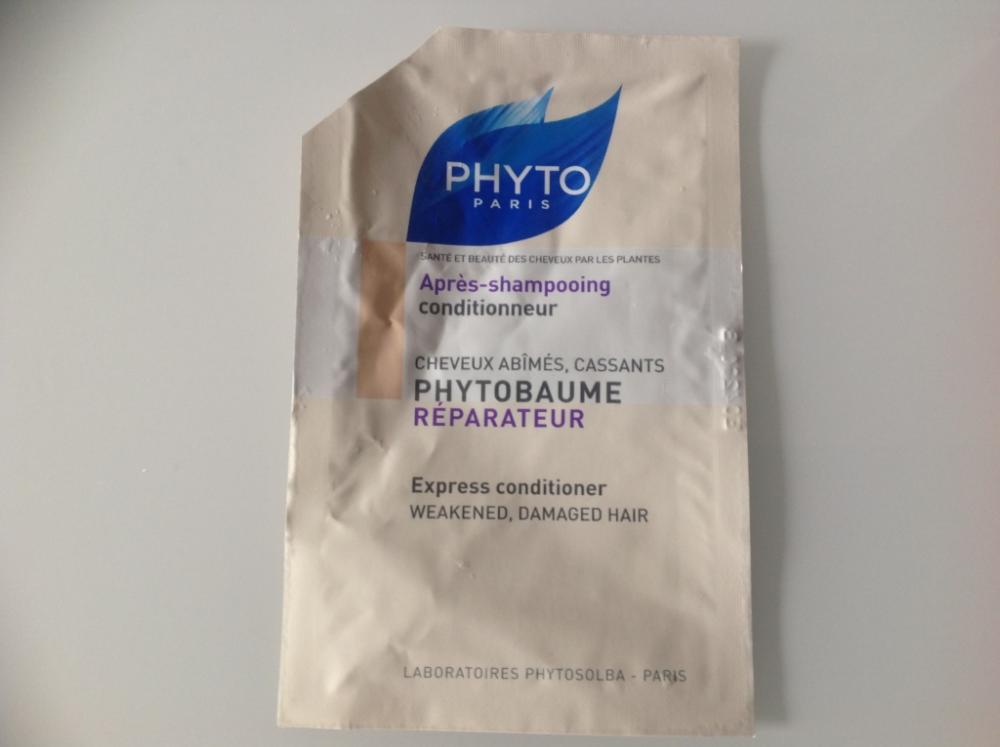 PHYTO
PARIS
SANTÉ ET BEAUTÉ DES CHEVEUX PAR LES PLANTES
Après-shampooing
conditionneur
CHEVEUX ABÎMÉS, CASSANTS
PHYTOBAUME
RÉPARATEUR
Express conditioner
WEAKENED, DAMAGED HAIR
LABORATOIRES PHYTOSOLBA - PARIS